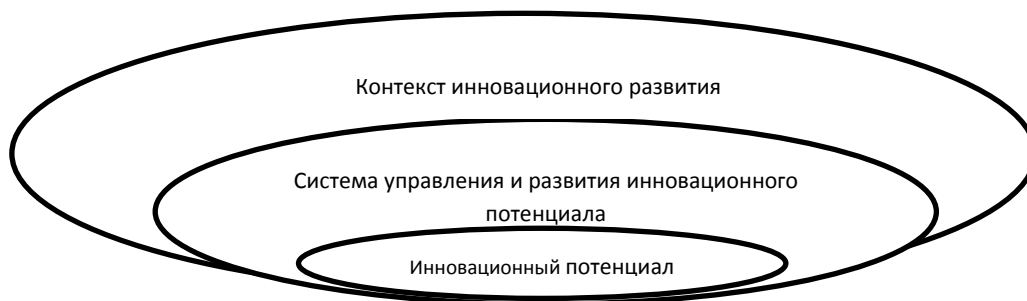 Контекст инновационного развития
Система управления и развития инновационного
потенциала
Инновационный потенциал